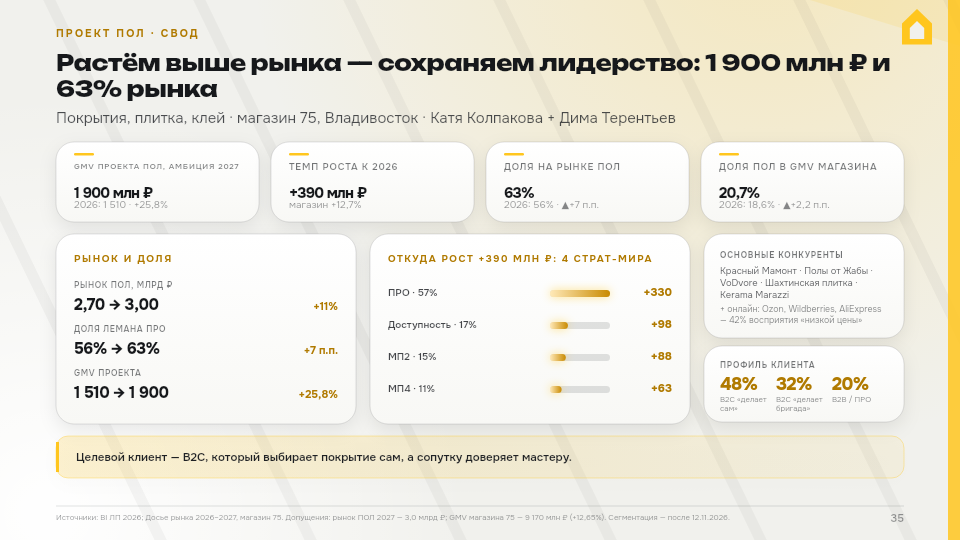 ПРОЕКТ ПОЛ · СВОД
Растём выше рынка — сохраняем лидерство: 1 900 млн ₽ и
63% рынка
Покрытия, плитка, клей · магазин 75, Владивосток · Катя Колпакова + Дима Терентьев
GMV ПРОЕКТА ПОЛ, АМБИЦИЯ 2027
1 900 млн ₽
2026: 1 510 · +25,8%
ТЕМП РОСТА К 2026
+390 млн ₽
магазин +12,7%
ДОЛЯ НА РЫНКЕ ПОЛ
63%
2026: 56% · ▲+7 п.п.
ДОЛЯ ПОЛ В GMV МАГАЗИНА
20,7%
2026: 18,6% · ▲+2,2 п.п.
РЫНОК И ДОЛЯ
РЫНОК ПОЛ, МЛРД ₽
2,70 → 3,00
+11%
ДОЛЯ ЛЕМАНА ПРО
56% → 63%
+7 п.п.
GMV ПРОЕКТА
1 510 → 1 900
+25,8%
ОТКУДА РОСТ +390 МЛН ₽: 4 СТРАТ-МИРА
ПРО · 57%
+330
Доступность · 17%
+98
МП2 · 15%
+88
МП4 · 11%
+63
ОСНОВНЫЕ КОНКУРЕНТЫ
Красный Мамонт · Полы от Жабы ·
VoDvore · Шахтинская плитка ·
Kerama Marazzi
+ онлайн: Ozon, Wildberries, AliExpress
— 42% восприятия «низкой цены»
ПРОФИЛЬ КЛИЕНТА
48%
B2C «делает
сам»
32%
B2C «делает
бригада»
20%
B2B / ПРО
Целевой клиент — B2C, который выбирает покрытие сам, а сопутку доверяет мастеру.
Источники: BI ПП 2026; Досье рынка 2026–2027, магазин 75. Допущения: рынок ПОЛ 2027 — 3,0 млрд ₽; GMV магазина 75 — 9 170 млн ₽ (+12,65%). Сегментация — после 12.11.2026.
35